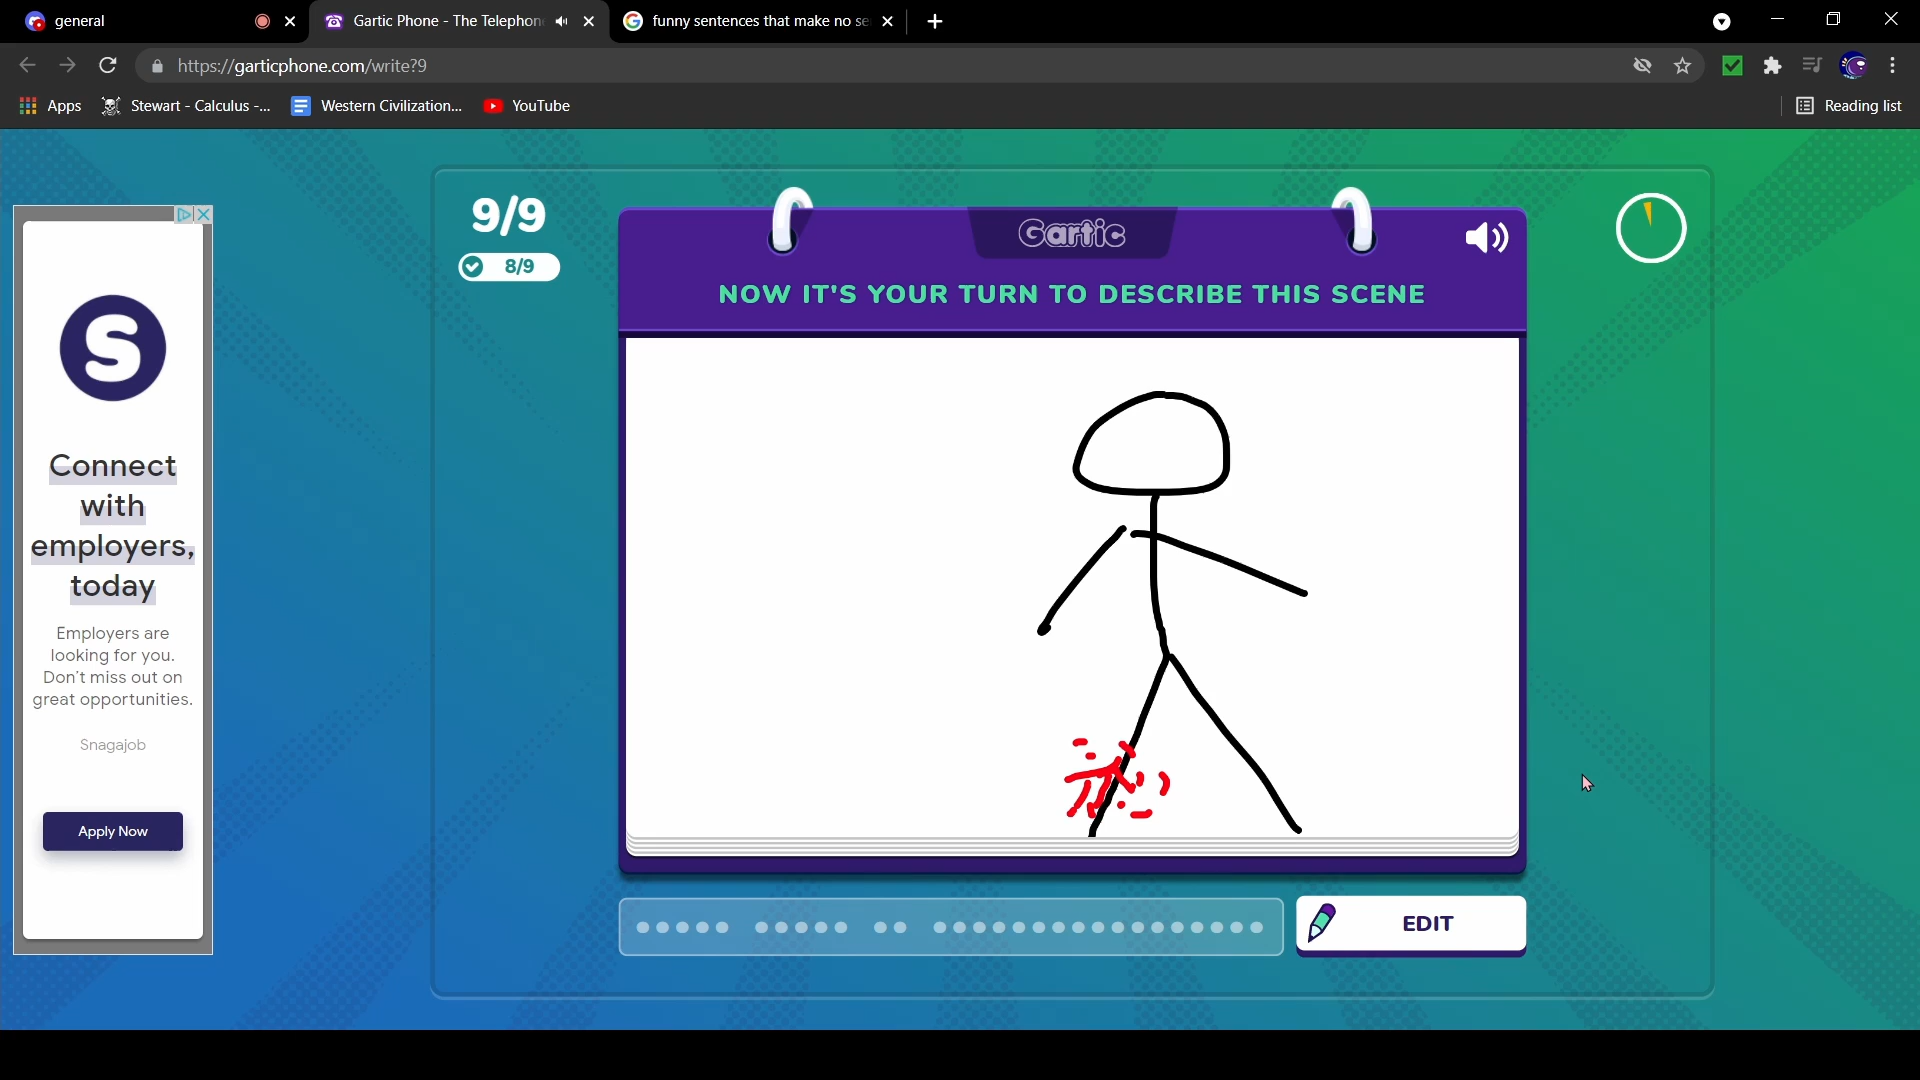 general
Gartic Phone - The Telephone
funny sentences that make no se
https://garticphone.com/write?9
Apps
Stewart - Calculus -...
Western Civilization...
YouTube
Reading list
9/9
8/9
Gartic
NOW IT'S YOUR TURN TO DESCRIBE THIS SCENE
S
Connect
with
employers,
today
Employers are
looking for you.
Don't miss out on
great opportunities.
Snagajob
Apply Now
EDIT